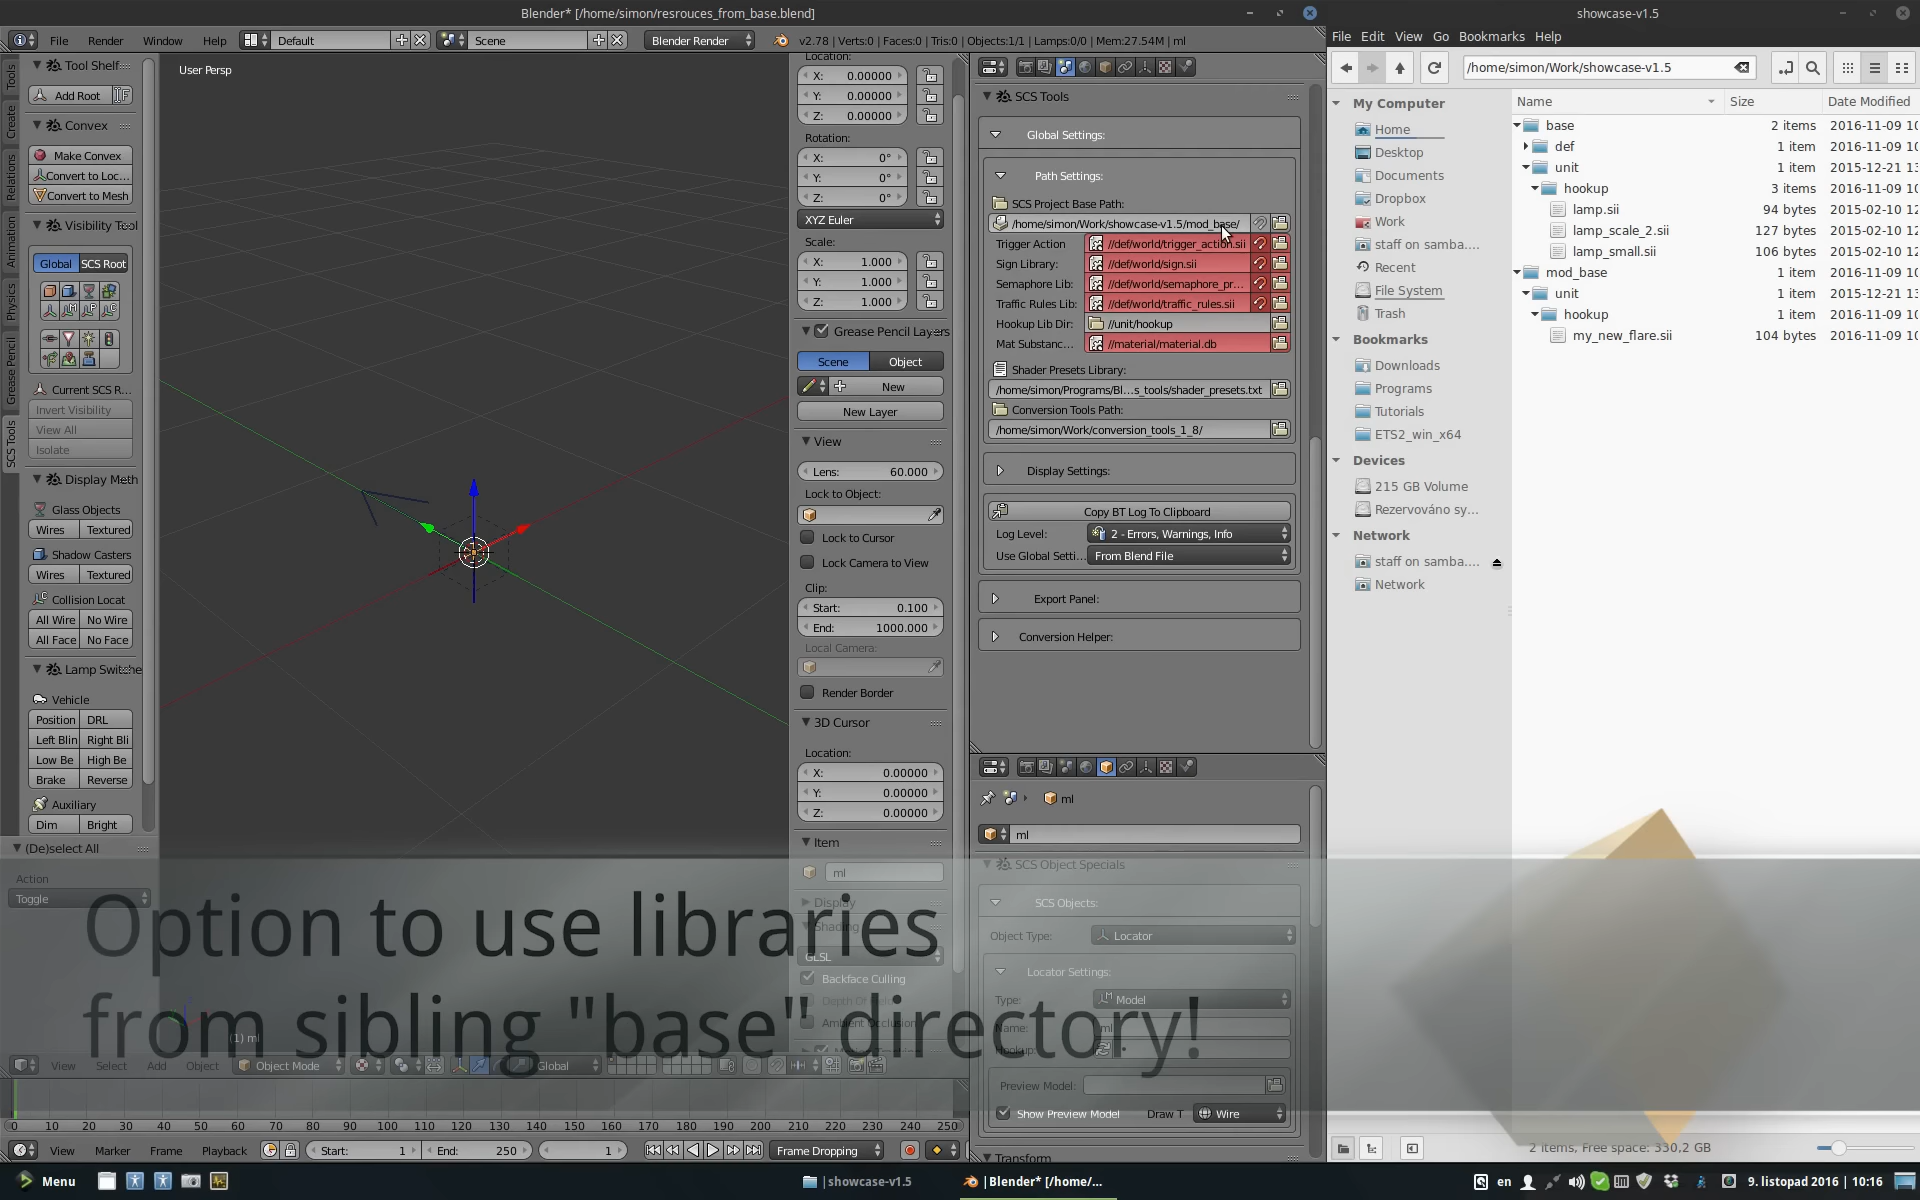 Blender* [/home/simon/resrouces_from_base.blend]
showcase-v1.5
File Render Window Help Default Scene Blender Render v2.78 | Verts:0 | Faces:0 | Tris:0 | Objects:1/1 | Lamps:0/0 | Mem:27.54M | ml
File Edit View Go Bookmarks Help
/home/simon/Work/showcase-v1.5
Tools
Create
Relations
Animation
Physics
Grease Pencil
SCS Tools
Tool Shelf
Add Root
Convex
Make Convex
Convert to Loc...
Convert to Mesh
Visibility Tool
Global SCS Root
Current SCS R...
Invert Visibility
View All
Isolate
Display Meth
Glass Objects
Wires Textured
Shadow Casters
Wires Textured
Collision Locat
All Wire No Wire
All Face No Face
Lamp Switche
Vehicle
Position DRL
Left Blin Right Bli
Low Be High Be
Brake Reverse
Auxiliary
Dim Bright
(De)select All
Action
Toggle
User Persp
(1) ml
Location:
X: 0.00000
Y: 0.00000
Z: 0.00000
Rotation:
X: 0°
Y: 0°
Z: 0°
XYZ Euler
Scale:
X: 1.000
Y: 1.000
Z: 1.000
Grease Pencil Layers
Scene Object
New
New Layer
View
Lens: 60.000
Lock to Object:
Lock to Cursor
Lock Camera to View
Clip:
Start: 0.100
End: 1000.000
Local Camera:
Render Border
3D Cursor
Location:
X: 0.00000
Y: 0.00000
Z: 0.00000
Item
ml
Display
Shading
GLSL
Backface Culling
Ambient Occlusion
SCS Tools
Global Settings:
Path Settings:
SCS Project Base Path:
/home/simon/Work/showcase-v1.5/mod_base/
Trigger Action //def/world/trigger_action.sii
Sign Library: //def/world/sign.sii
Semaphore Lib: //def/world/semaphore_pr...
Traffic Rules Lib: //def/world/traffic_rules.sii
Hookup Lib Dir: //unit/hookup
Mat Substanc... //material/material.db
Shader Presets Library:
/home/simon/Programs/Bl...s_tools/shader_presets.txt
Conversion Tools Path:
/home/simon/Work/conversion_tools_1_8/
Display Settings:
Copy BT Log To Clipboard
Log Level: 2 - Errors, Warnings, Info
Use Global Setti... From Blend File
Export Panel:
Conversion Helper:
ml
ml
SCS Object Specials
SCS Objects:
Object Type: Locator
Locator Settings:
Type: Model
Name: ml
Hookup:
Preview Model:
Show Preview Model Draw T Wire
Transform
My Computer
Home
Desktop
Documents
Dropbox
Work
staff on samba....
Recent
File System
Trash
Bookmarks
Downloads
Programs
Tutorials
ETS2_win_x64
Devices
215 GB Volume
Rezervováno sy...
Network
staff on samba....
Network
Name Size Date Modified
base 2 items 2016-11-09 10
def 1 item 2016-11-09 10
unit 1 item 2015-12-21 13
hookup 3 items 2016-11-09 10
lamp.sii 94 bytes 2015-02-10 12
lamp_scale_2.sii 127 bytes 2015-02-10 12
lamp_small.sii 106 bytes 2015-02-10 12
mod_base 1 item 2016-11-09 10
unit 1 item 2015-12-21 13
hookup 1 item 2016-11-09 10
my_new_flare.sii 104 bytes 2016-11-09 10
Option to use libraries
from sibling "base" directory!
View Select Add Object Object Mode Global
0 10 20 30 40 50 60 70 80 90 100 110 120 130 140 150 160 170 180 190 200 210 220 230 240 250
View Marker Frame Playback Start: 1 End: 250 1 Frame Dropping
2 items, Free space: 330,2 GB
Menu showcase-v1.5 Blender* [/home/... en 9. listopad 2016 | 10:16